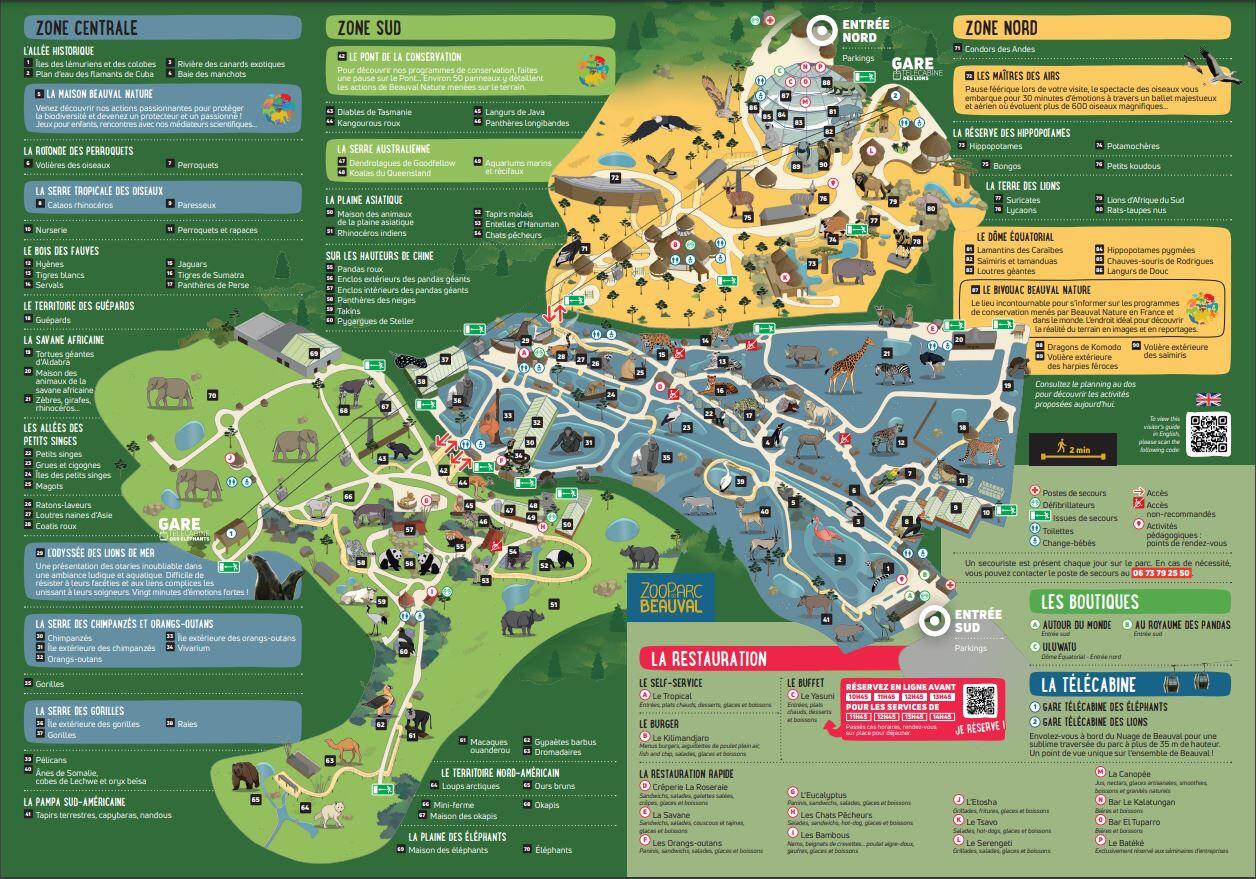 ZONE CENTRALE
L'ALLÉE HISTORIQUE
1 Îles des lémuriens et des colobes
2 Plan d'eau des flamants de Cuba
3 Rivière des canards exotiques
4 Baie des manchots
5 LA MAISON BEAUVAL NATURE
Venez découvrir nos actions passionnantes pour protéger
la biodiversité et devenez un protecteur et un passionné !
Jeux pour enfants, rencontres avec nos médiateurs scientifiques...
LA ROTONDE DES PERROQUETS
6 Volières des oiseaux
7 Perroquets
LA SERRE TROPICALE DES OISEAUX
8 Calaos rhinocéros
9 Paresseux
10 Nurserie
11 Perroquets et rapaces
LE BOIS DES FAUVES
12 Hyènes
13 Tigres blancs
14 Servals
15 Jaguars
16 Tigres de Sumatra
17 Panthères de Perse
LE TERRITOIRE DES GUÉPARDS
18 Guépards
LA SAVANE AFRICAINE
19 Tortues géantes
d'Aldabra
20 Maison des
animaux de la
savane africaine
21 Zèbres, girafes,
rhinocéros...
LES ALLÉES DES
PETITS SINGES
22 Petits singes
23 Grues et cigognes
24 Îles des petits singes
25 Magots
26 Ratons-laveurs
27 Loutres naines d'Asie
28 Coatis roux
29 L'ODYSSÉE DES LIONS DE MER
Une présentation des otaries inoubliable dans
une ambiance ludique et aquatique. Difficile de
résister à leurs facéties et aux liens complices les
unissant à leurs soigneurs. Vingt minutes d'émotions fortes !
LA SERRE DES CHIMPANZÉS ET ORANGS-OUTANS
30 Chimpanzés
31 Île extérieure des chimpanzés
32 Orangs-outans
33 Île extérieure des orangs-outans
34 Vivarium
35 Gorilles
LA SERRE DES GORILLES
36 Île extérieure des gorilles
37 Gorilles
38 Raies
39 Pélicans
40 Ânes de Somalie,
cobes de Lechwe et oryx beïsa
LA PAMPA SUD-AMÉRICAINE
41 Tapirs terrestres, capybaras, nandous
ZONE SUD
42 LE PONT DE LA CONSERVATION
Pour découvrir nos programmes de conservation, faites
une pause sur le Pont... Environ 50 panneaux y détaillent
les actions de Beauval Nature menées sur le terrain.
43 Diables de Tasmanie
44 Kangourous roux
45 Langurs de Java
46 Panthères longibandes
LA SERRE AUSTRALIENNE
47 Dendrolagues de Goodfellow
48 Koalas du Queensland
49 Aquariums marins
et récifaux
LA PLAINE ASIATIQUE
50 Maison des animaux
de la plaine asiatique
51 Rhinocéros indiens
52 Tapirs malais
53 Entelles d'Hanuman
54 Chats pêcheurs
SUR LES HAUTEURS DE CHINE
55 Pandas roux
56 Enclos extérieurs des pandas géants
57 Enclos intérieurs des pandas géants
58 Panthères des neiges
59 Takins
60 Pygargues de Steller
61 Macaques
ouanderou
62 Gypaètes barbus
63 Dromadaires
LE TERRITOIRE NORD-AMÉRICAIN
64 Loups arctiques
65 Ours bruns
66 Mini-ferme
67 Maison des okapis
68 Okapis
LA PLAINE DES ÉLÉPHANTS
69 Maison des éléphants
70 Éléphants
ENTRÉE
NORD
Parkings
GARE
TÉLÉCABINE
DES LIONS
ZONE NORD
71 Condors des Andes
72 LES MAÎTRES DES AIRS
Pause féérique lors de votre visite, le spectacle des oiseaux vous
embarque pour 30 minutes d'émotions à travers un ballet majestueux
et aérien où évoluent plus de 600 oiseaux magnifiques...
LA RÉSERVE DES HIPPOPOTAMES
73 Hippopotames
74 Potamochères
75 Bongos
76 Petits koudous
LA TERRE DES LIONS
77 Suricates
78 Lycaons
79 Lions d'Afrique du Sud
80 Rats-taupes nus
LE DÔME ÉQUATORIAL
81 Lamantins des Caraïbes
82 Saïmiris et tamanduas
83 Loutres géantes
84 Hippopotames pygmées
85 Chauves-souris de Rodrigues
86 Langurs de Douc
87 LE BIVOUAC BEAUVAL NATURE
Le lieu incontournable pour s'informer sur les programmes
de conservation menés par Beauval Nature en France et
dans le monde. L'endroit idéal pour découvrir
la réalité du terrain en images et en reportages.
88 Dragons de Komodo
89 Volière extérieure
des harpies féroces
90 Volière extérieure
des saïmiris
Consultez le planning au dos
pour découvrir les activités
proposées aujourd'hui.
To view this
visitor's guide
in English,
please scan the
following code:
2 min
Postes de secours
Défibrillateurs
Issues de secours
Toilettes
Change-bébés
Accès
Accès
non-recommandés
Activités
pédagogiques :
points de rendez-vous
Un secouriste est présent chaque jour sur le parc. En cas de nécessité,
vous pouvez contacter le poste de secours au 06 73 79 25 50.
GARE
TÉLÉCABINE
DES ÉLÉPHANTS
ZOOPARC
DE
BEAUVAL
ENTRÉE
SUD
Parkings
LES BOUTIQUES
A AUTOUR DU MONDE
Entrée sud
B AU ROYAUME DES PANDAS
Entrée sud
C ULUWATU
Dôme Équatorial - Entrée nord
LA TÉLÉCABINE
1 GARE TÉLÉCABINE DES ÉLÉPHANTS
2 GARE TÉLÉCABINE DES LIONS
Envolez-vous à bord du Nuage de Beauval pour une
sublime traversée du parc à plus de 35 m de hauteur.
Un point de vue unique sur l'ensemble de Beauval !
LA RESTAURATION
LE SELF-SERVICE
A Le Tropical
Entrées, plats chauds, desserts, glaces et boissons
LE BURGER
B Le Kilimandjaro
Menus burgers, aiguillettes de poulet plein air,
fish and chip, salades, glaces et boissons
LE BUFFET
C Le Yasuni
Entrées, plats
chauds, desserts
et boissons
RÉSERVEZ EN LIGNE AVANT
10H45 11H45 12H45 13H45
POUR LES SERVICES DE
11H45 12H45 13H45 14H45
Passés ces horaires, rendez-vous
sur place pour déjeuner.
JE RÉSERVE !
LA RESTAURATION RAPIDE
D Crêperie La Roseraie
Sandwichs, salades, galettes salées,
crêpes, glaces et boissons
E La Savane
Sandwichs, salades, couscous et tajines,
glaces et boissons
F Les Orangs-outans
Paninis, sandwichs, salades, glaces et boissons
G L'Eucalyptus
Paninis, sandwichs, salades, glaces et boissons
H Les Chats Pêcheurs
Salades, sandwichs, hot-dog, glaces et boissons
I Les Bambous
Nems, beignets de crevettes... poulet aigre-doux,
gaufres, glaces et boissons
J L'Etosha
Grillades, fritures, glaces et boissons
K Le Tsavo
Salades, hot-dogs, glaces et boissons
L Le Serengeti
Grillades, salades, glaces et boissons
M La Canopée
Jus, nectars, glaces artisanales, smoothies,
boissons et granités naturels
N Bar Le Kalatungan
Bières et boissons
O Bar El Tuparro
Bières et boissons
P Le Batéké
Exclusivement réservé aux séminaires d'entreprises